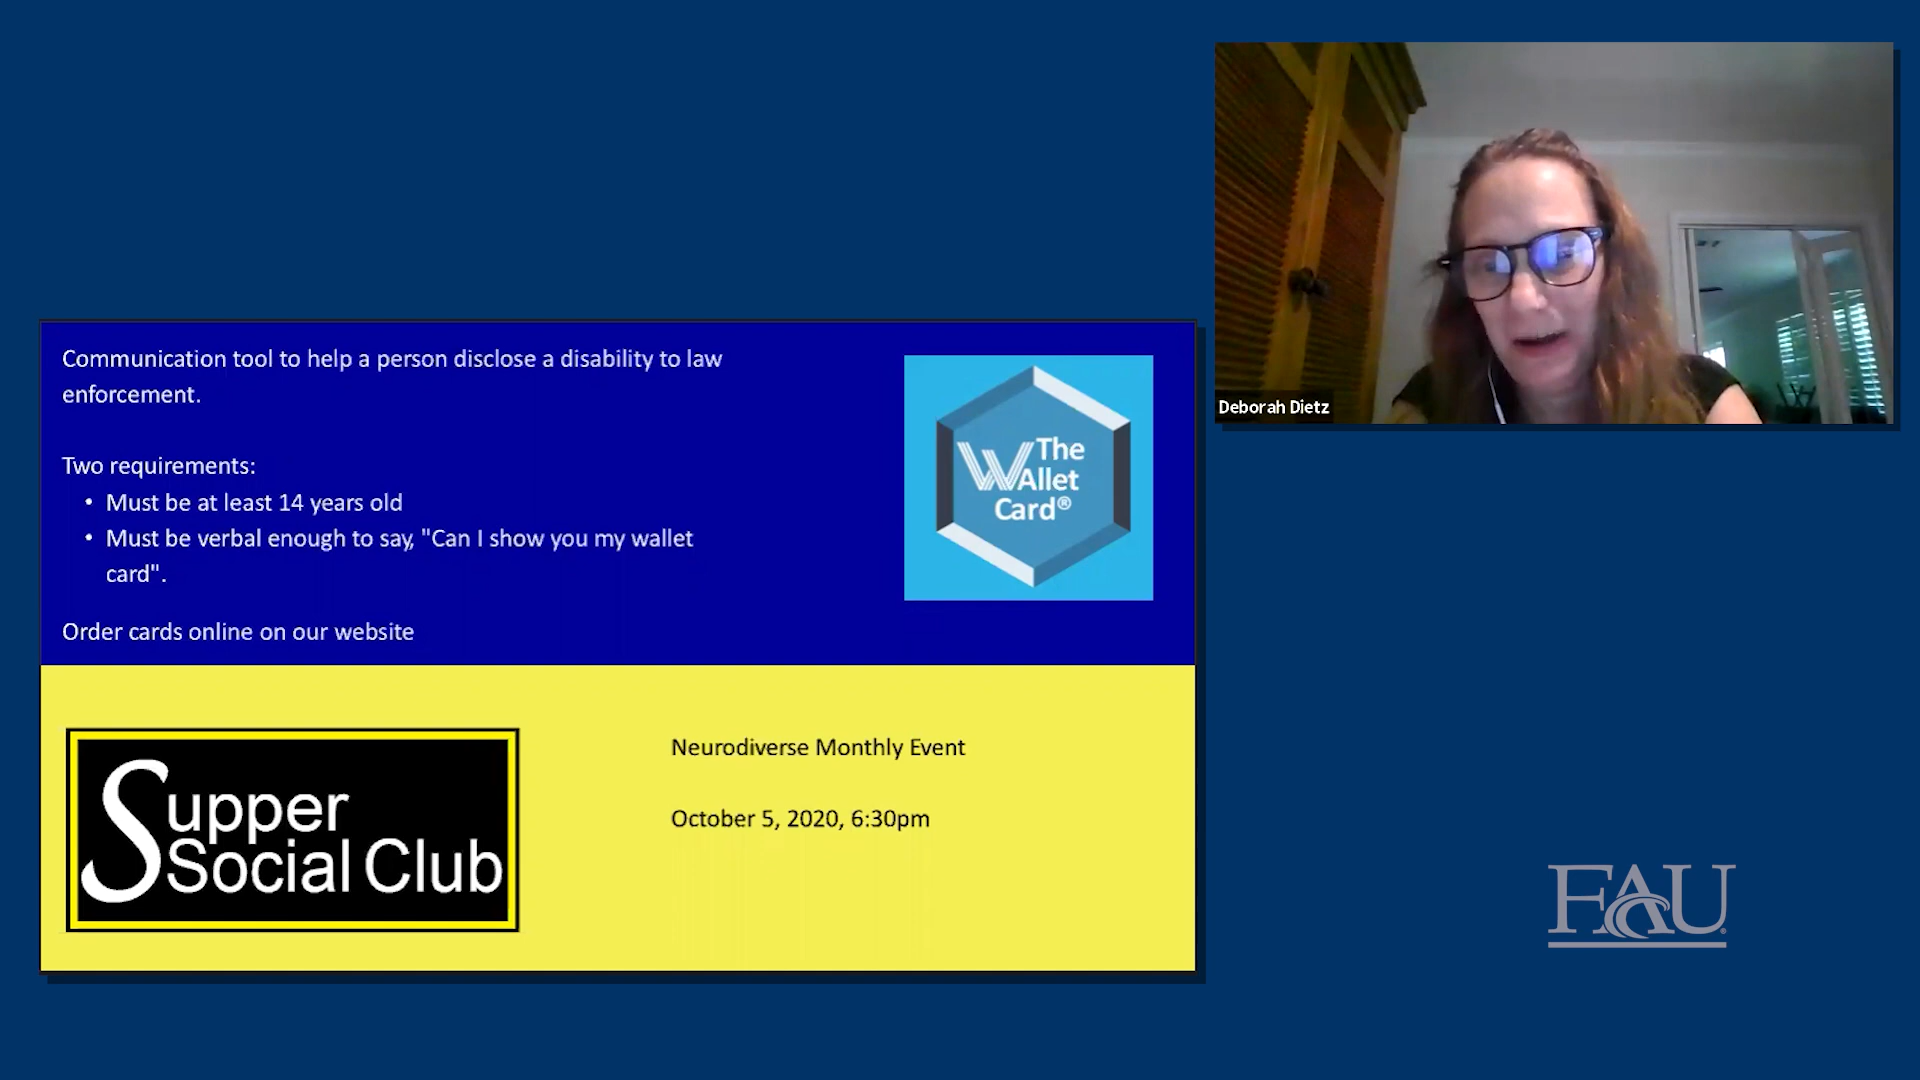 Communication tool to help a person disclose a disability to law
enforcement.
Two requirements:
• Must be at least 14 years old
• Must be verbal enough to say, "Can I show you my wallet
card".
Order cards online on our website
The
WAllet
Card®
Supper
Social Club
Neurodiverse Monthly Event
October 5, 2020, 6:30pm
Deborah Dietz
FAU